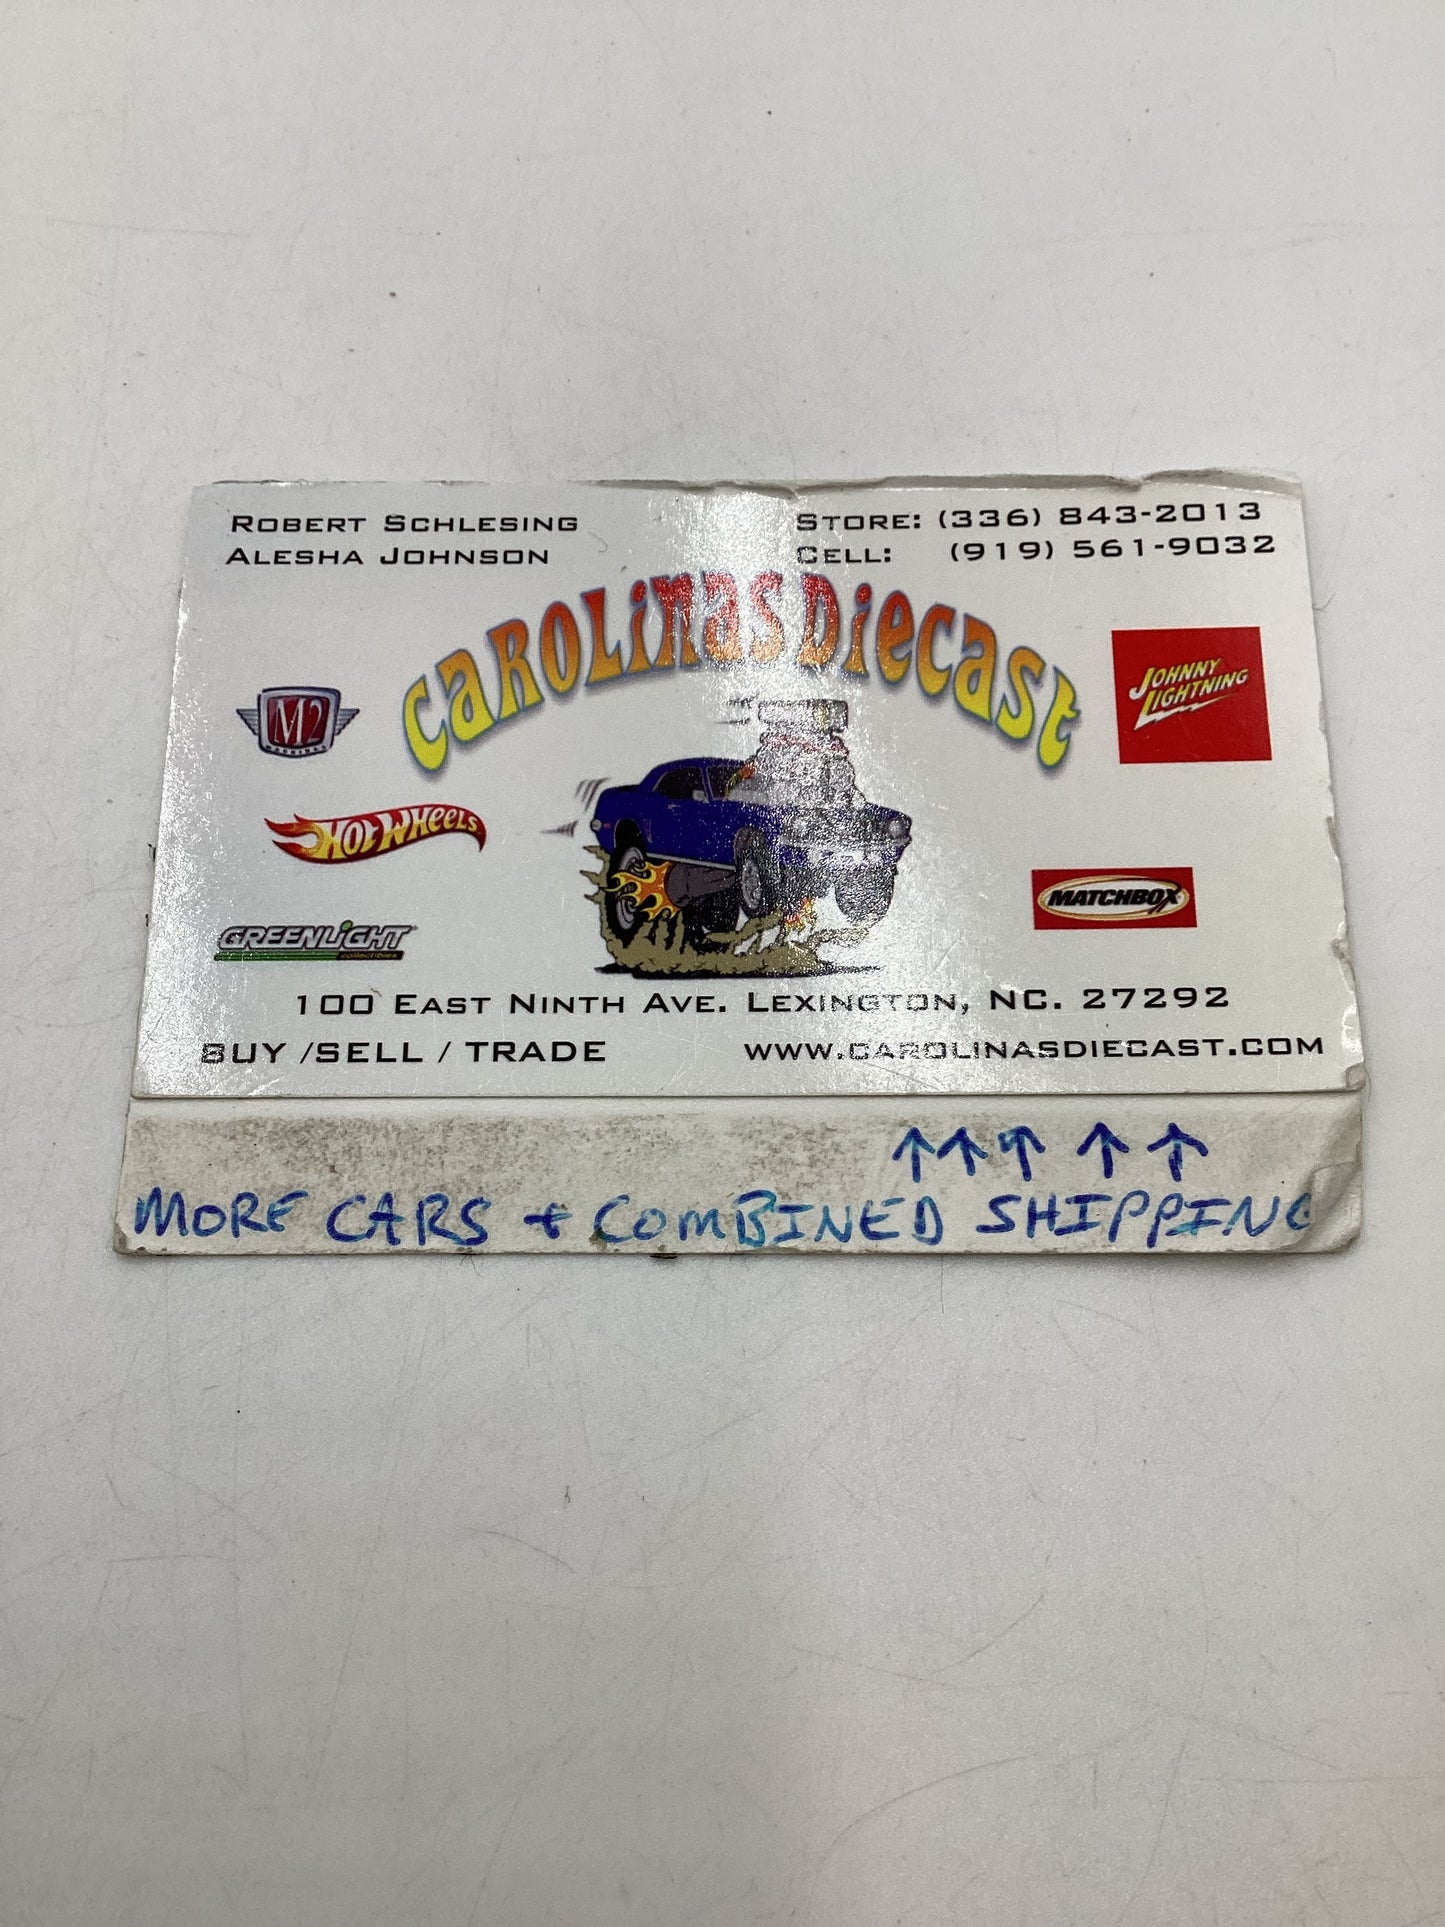 ROBERT SCHLESING
ALESHA JOHNSON
STORE: (336) 843-2013
CELL: (919) 561-9032
CAROLINAS DIECAST
M2
MACHINES
JOHNNY
LIGHTNING
HOT WHEELS
MATCHBOX
GREENLIGHT
collectibles
100 EAST NINTH AVE. LEXINGTON, NC. 27292
BUY /SELL / TRADE
WWW.CAROLINASDIECAST.COM
↑ ↑ ↑ ↑ ↑
MORE CARS + COMBINED SHIPPING